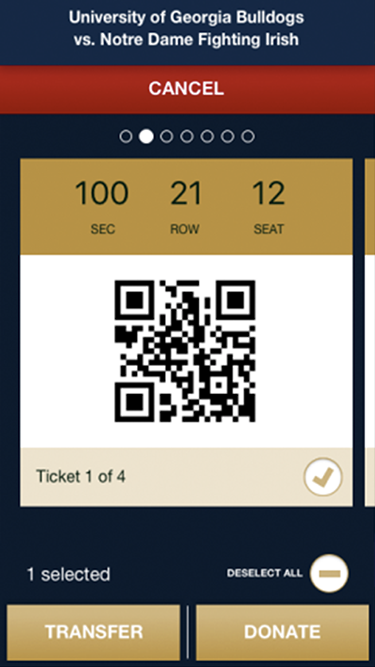 University of Georgia Bulldogs
vs. Notre Dame Fighting Irish
CANCEL
100 21 12
SEC ROW SEAT
Ticket 1 of 4
1 selected DESELECT ALL
TRANSFER DONATE